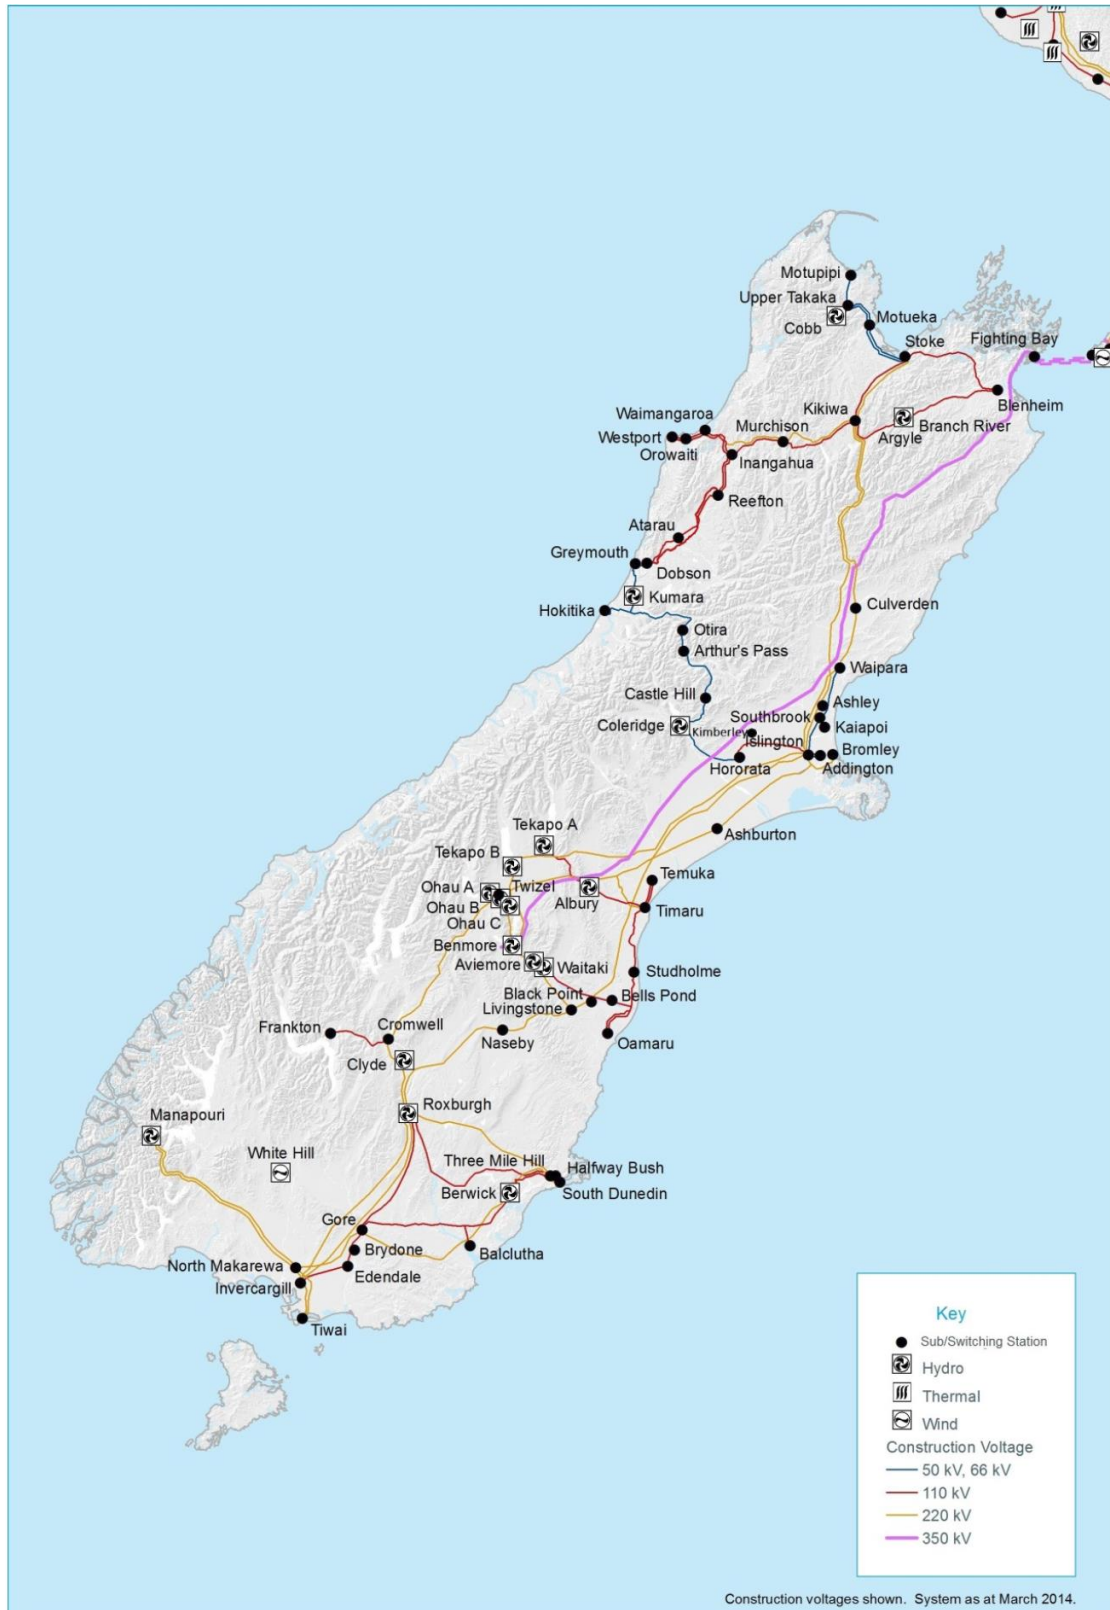 Motupipi
Upper Takaka
Cobb
Motueka
Stoke
Fighting Bay
Blenheim
Kikiwa
Argyle
Branch River
Waimangaroa
Westport
Orowaiti
Murchison
Inangahua
Reefton
Atarau
Greymouth
Dobson
Kumara
Hokitika
Otira
Arthur's Pass
Culverden
Waipara
Castle Hill
Coleridge
Kimberley
Ashley
Southbrook
Kaiapoi
Islington
Bromley
Addington
Hororata
Ashburton
Tekapo A
Tekapo B
Ohau A
Twizel
Ohau B
Ohau C
Albury
Temuka
Timaru
Benmore
Aviemore
Waitaki
Studholme
Black Point
Bells Pond
Livingstone
Oamaru
Naseby
Frankton
Cromwell
Clyde
Roxburgh
Manapouri
White Hill
Three Mile Hill
Halfway Bush
Berwick
South Dunedin
Gore
Brydone
Balclutha
North Makarewa
Edendale
Invercargill
Tiwai
Key
Sub/Switching Station
Hydro
Thermal
Wind
Construction Voltage
50 kV, 66 kV
110 kV
220 kV
350 kV
Construction voltages shown. System as at March 2014.